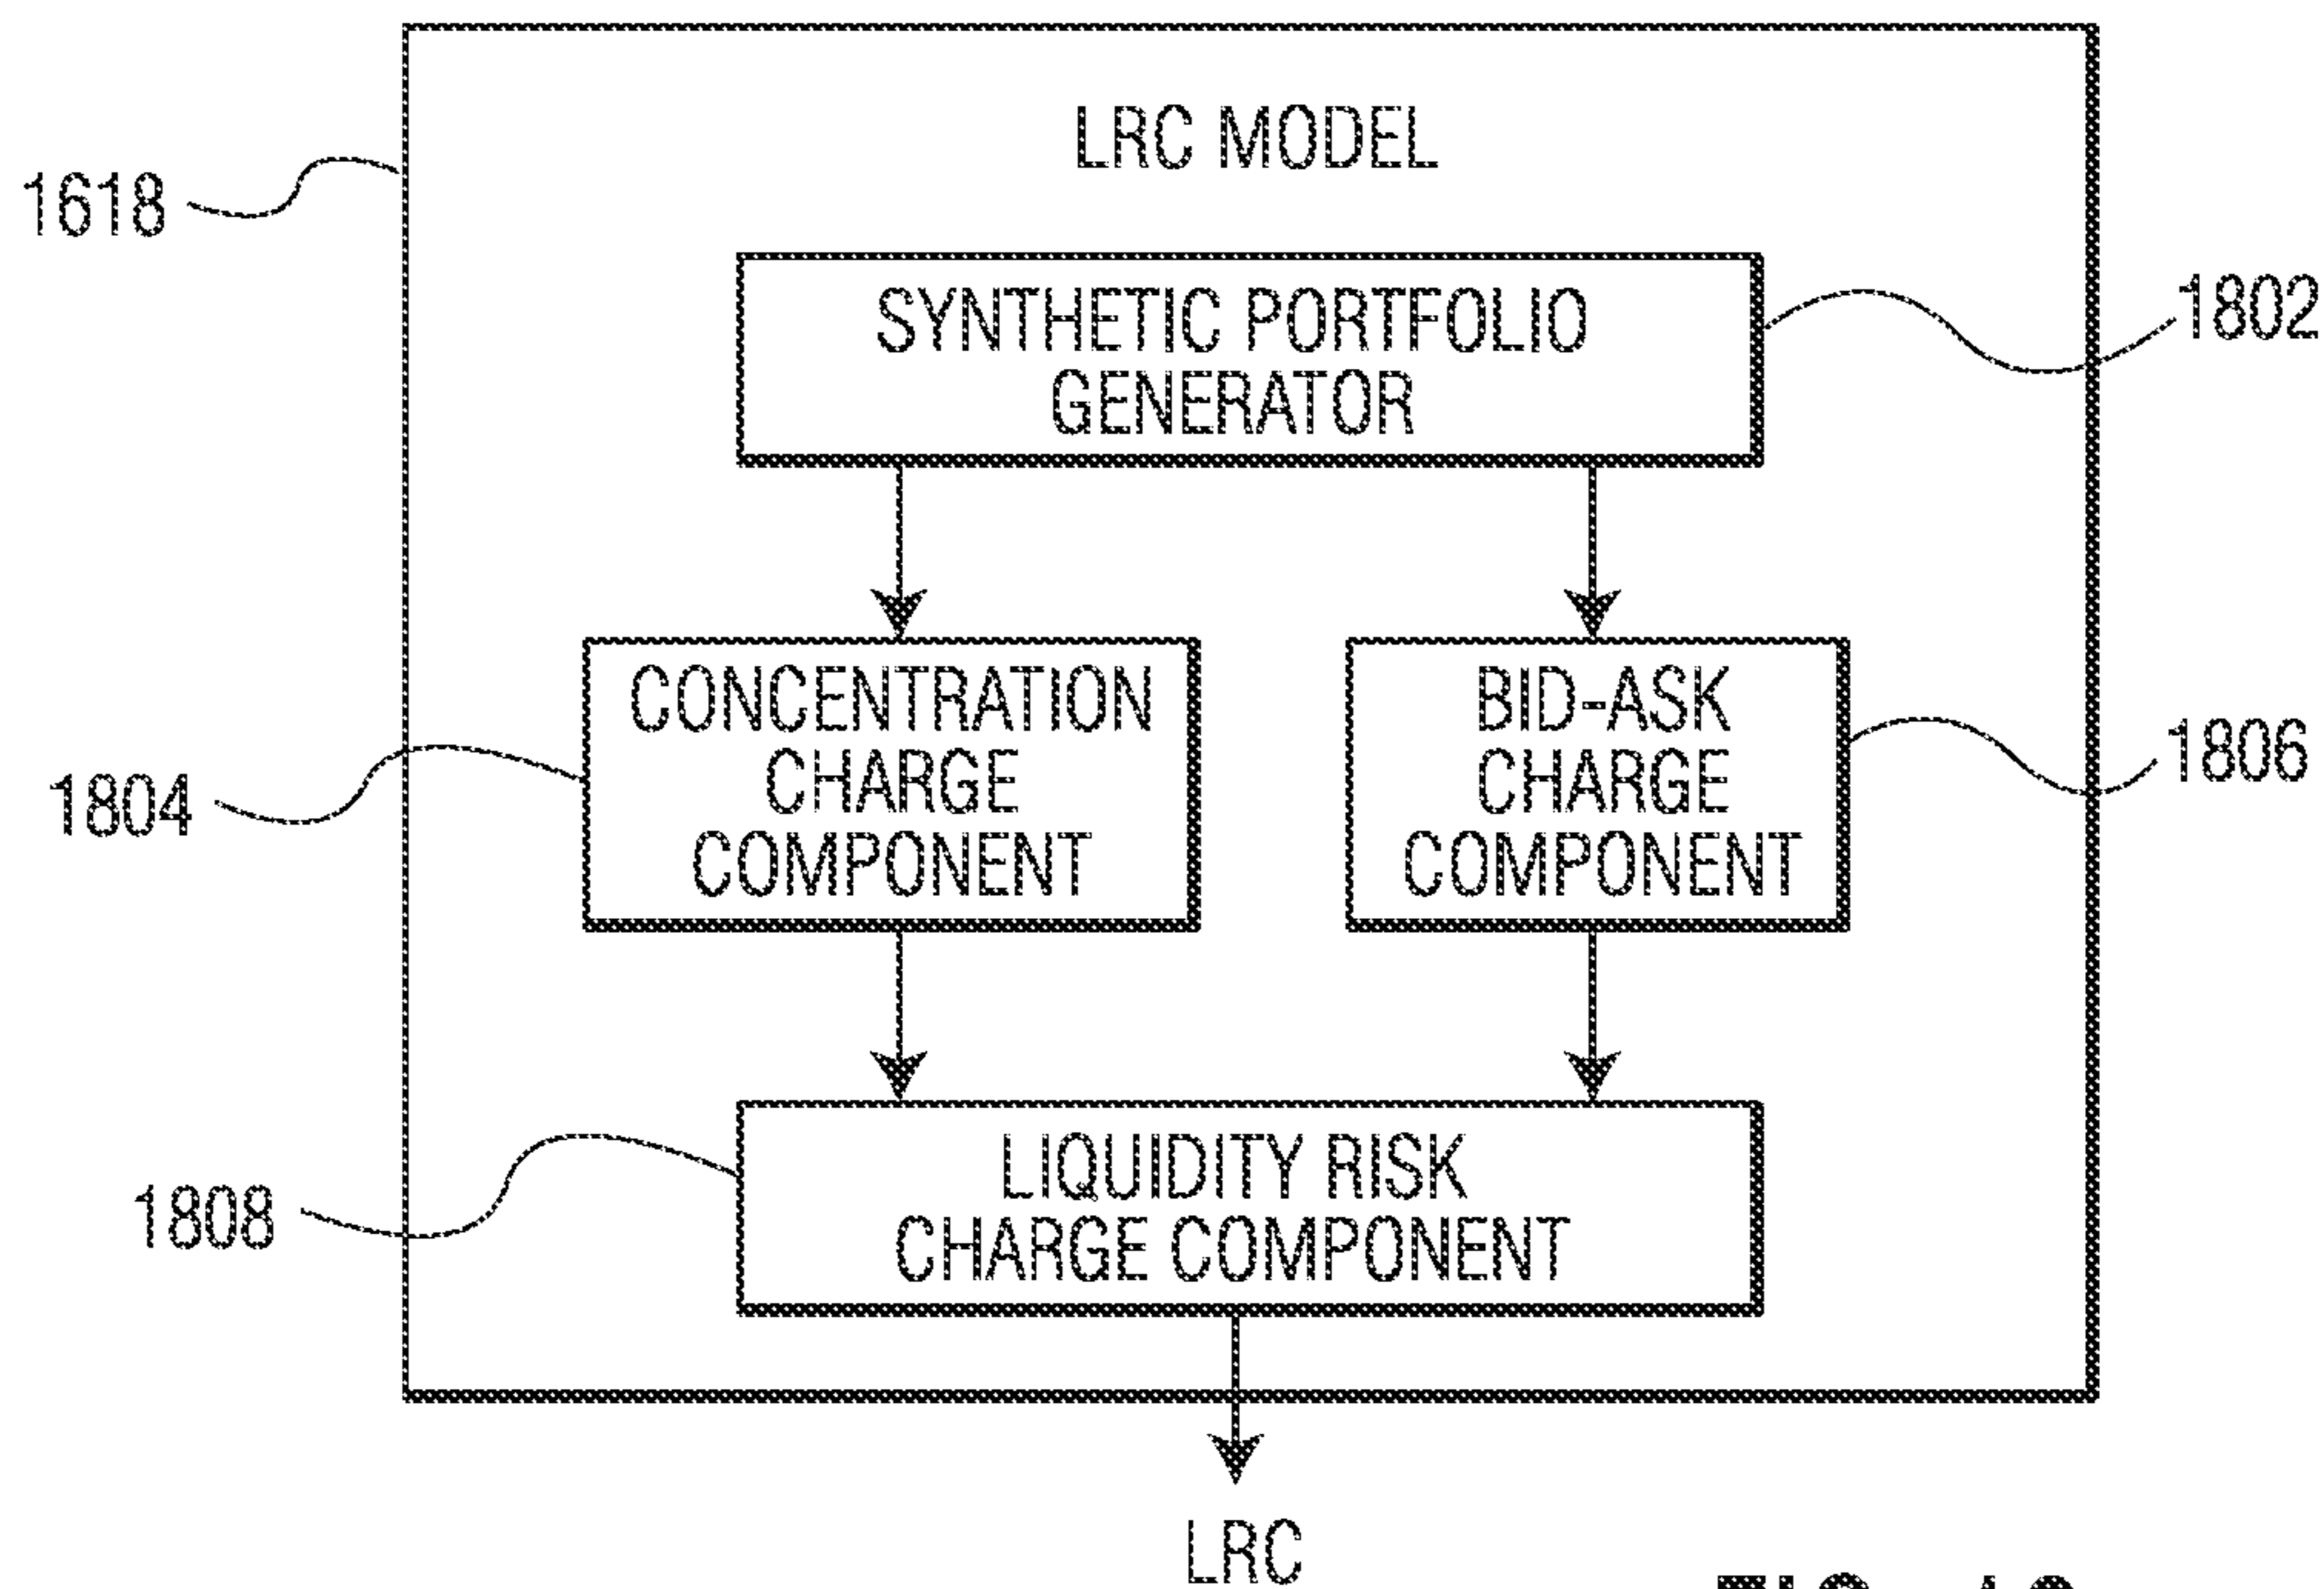 LRC MODEL
1618
SYNTHETIC PORTFOLIO
GENERATOR
1802
CONCENTRATION
CHARGE
COMPONENT
BID-ASK
CHARGE
COMPONENT
1804
1806
LIQUIDITY RISK
CHARGE COMPONENT
1808
LRC